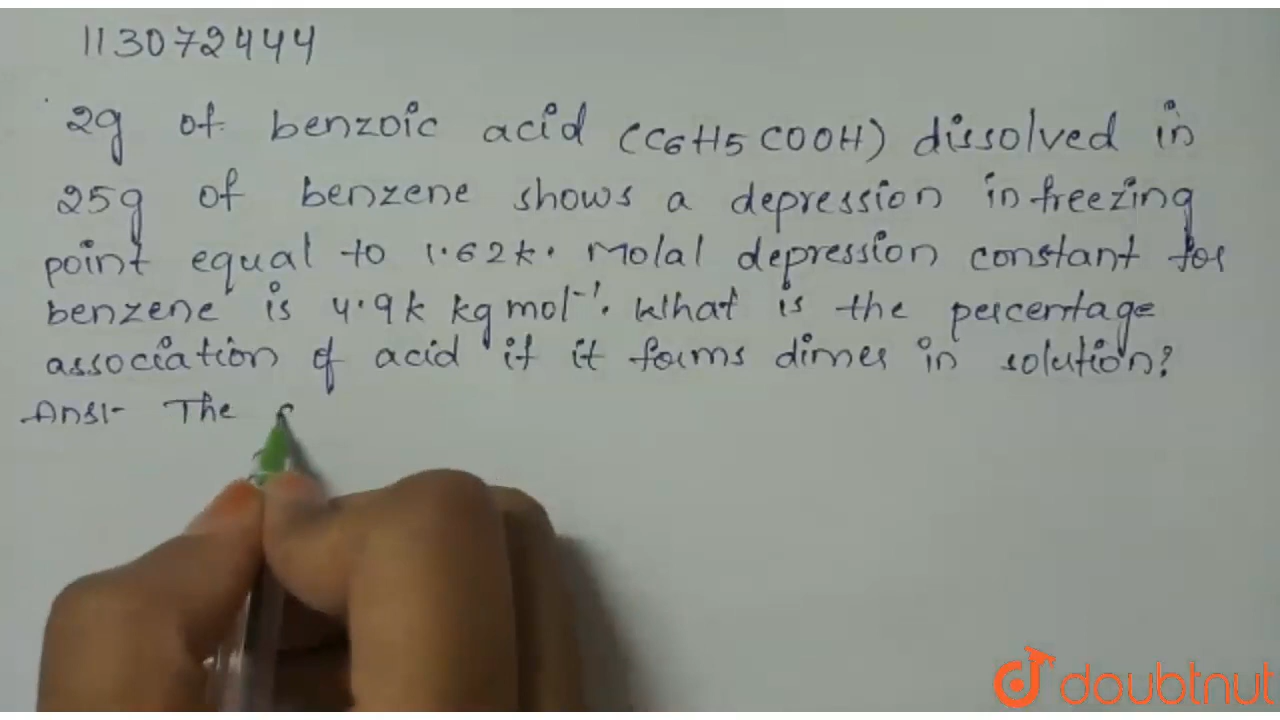 113072444
2g of benzoic acid (C6H5COOH) dissolved in
25g of benzene shows a depression in freezing
point equal to 1.62k. Molal depression constant for
benzene is 4.9k kg mol⁻¹. What is the percentage
association of acid if it forms dimer in solution?
Ans:- The
doubtnut